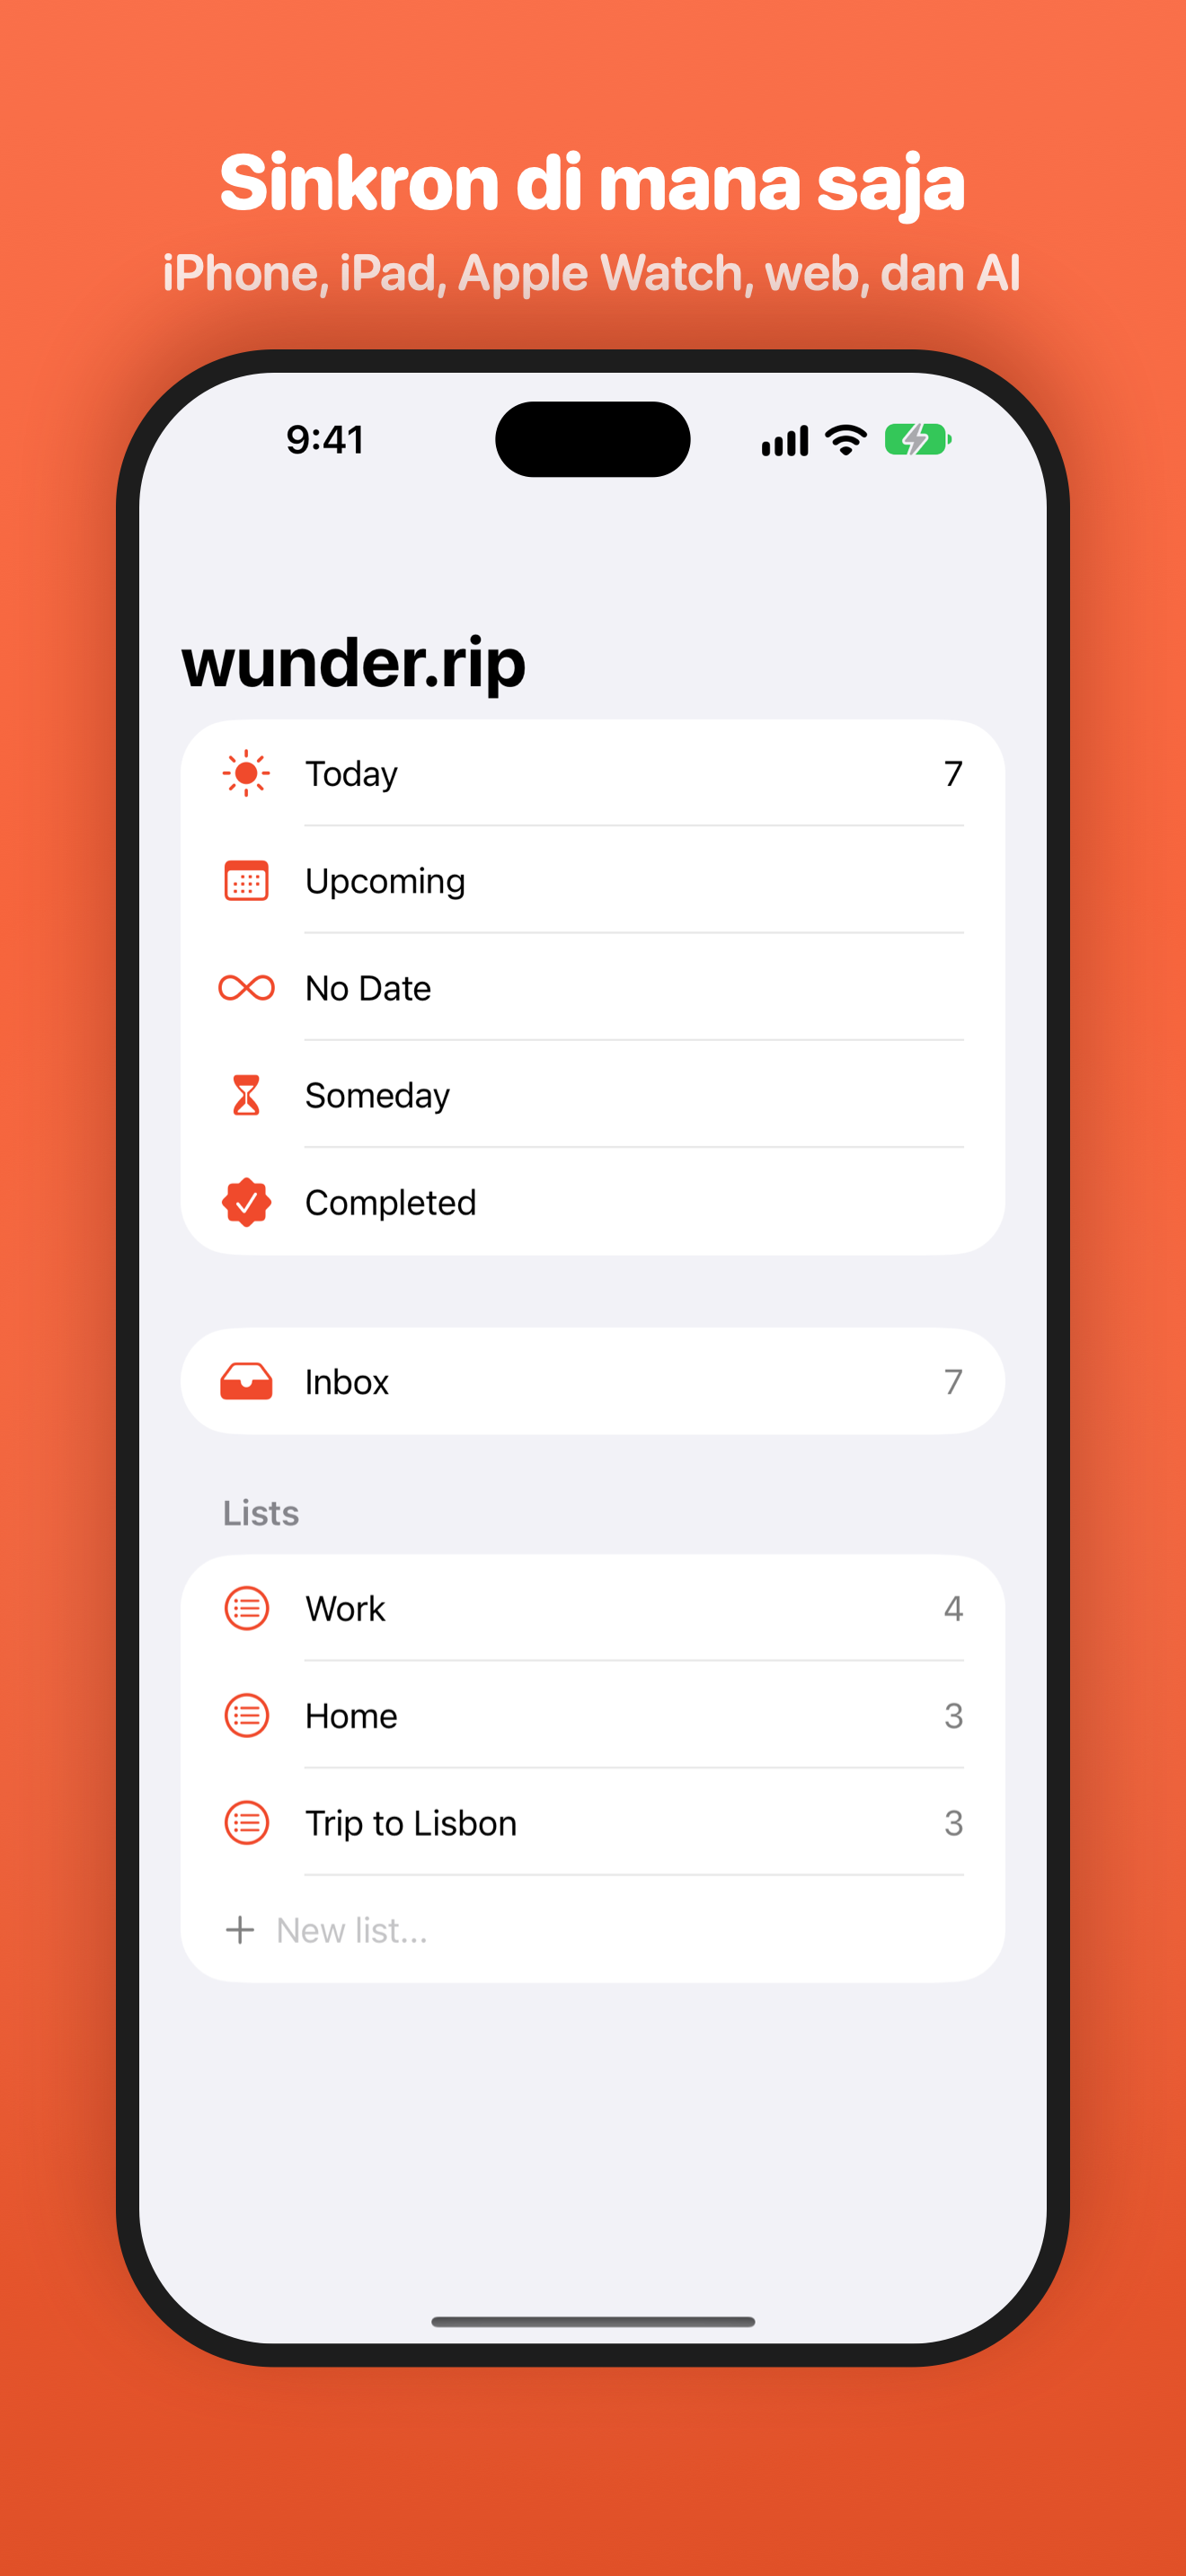 Sinkron di mana saja
iPhone, iPad, Apple Watch, web, dan AI
9:41
wunder.rip
Today 7
Upcoming
No Date
Someday
Completed
Inbox 7
Lists
Work 4
Home 3
Trip to Lisbon 3
New list...